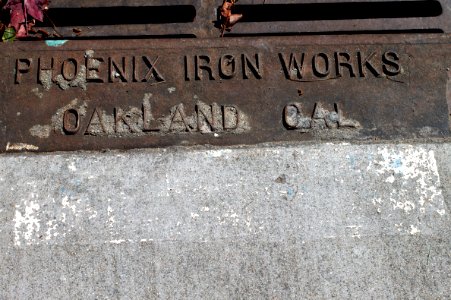 PHOENIX IRON WORKS
OAKLAND CAL